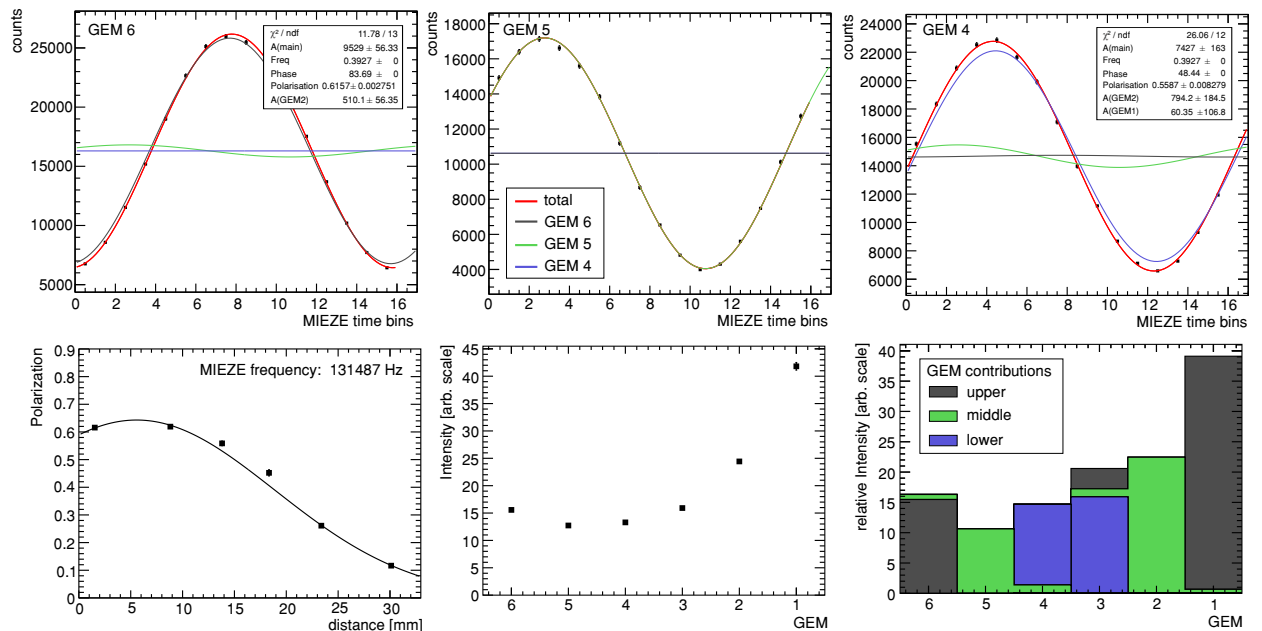 counts
GEM 6
χ² / ndf 11.78 / 13
A(main) 9529 ± 56.33
Freq 0.3927 ± 0
Phase 83.69 ± 0
Polarisation 0.6157± 0.002751
A(GEM2) 510.1 ± 56.35
25000
20000
15000
10000
5000
0 2 4 6 8 10 12 14 16
MIEZE time bins
counts
GEM 5
18000
16000
14000
12000
10000
8000
6000
4000
total
GEM 6
GEM 5
GEM 4
0 2 4 6 8 10 12 14 16
MIEZE time bins
counts
GEM 4
χ² / ndf 26.06 / 12
A(main) 7427 ± 163
Freq 0.3927 ± 0
Phase 48.44 ± 0
Polarisation 0.5587 ± 0.008279
A(GEM2) 794.2 ± 184.5
A(GEM1) 60.35 ±106.8
24000
22000
20000
18000
16000
14000
12000
10000
8000
6000
0 2 4 6 8 10 12 14 16
MIEZE time bins
Polarization
MIEZE frequency: 131487 Hz
0.9
0.8
0.7
0.6
0.5
0.4
0.3
0.2
0.1
0
0 5 10 15 20 25 30
distance [mm]
Intensity [arb. scale]
45
40
35
30
25
20
15
10
5
0
6 5 4 3 2 1
GEM
relative Intensity [arb. scale]
GEM contributions
upper
middle
lower
40
35
30
25
20
15
10
5
0
6 5 4 3 2 1
GEM